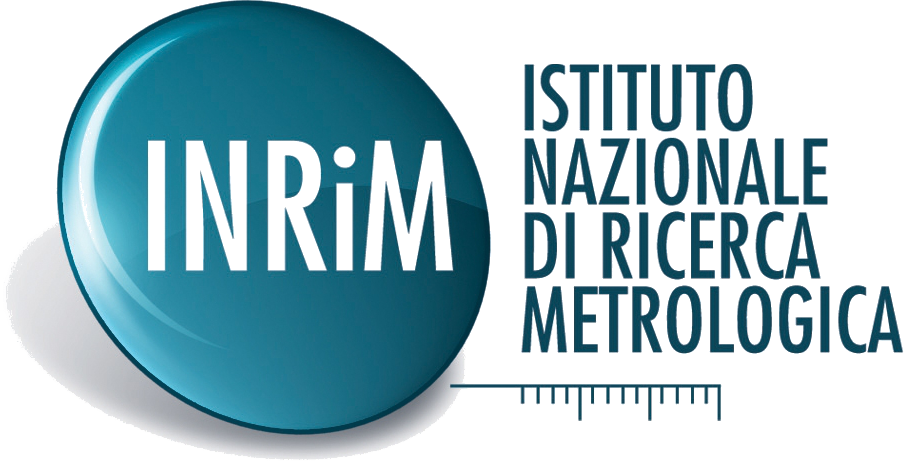 INRiM
ISTITUTO
NAZIONALE
DI RICERCA
METROLOGICA